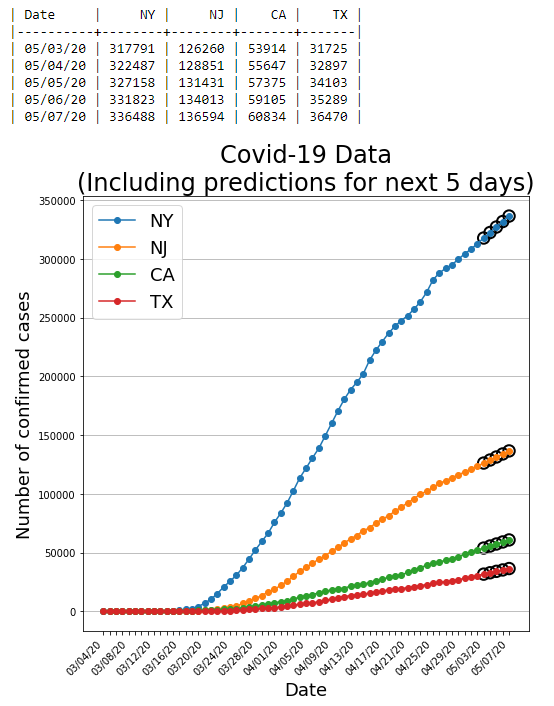 | Date     |     NY |     NJ |    CA |    TX |
|----------+--------+--------+-------+-------|
| 05/03/20 | 317791 | 126260 | 53914 | 31725 |
| 05/04/20 | 322487 | 128851 | 55647 | 32897 |
| 05/05/20 | 327158 | 131431 | 57375 | 34103 |
| 05/06/20 | 331823 | 134013 | 59105 | 35289 |
| 05/07/20 | 336488 | 136594 | 60834 | 36470 |
Covid-19 Data
(Including predictions for next 5 days)
Number of confirmed cases
350000
300000
250000
200000
150000
100000
50000
0
NY
NJ
CA
TX
03/04/20
03/08/20
03/12/20
03/16/20
03/20/20
03/24/20
03/28/20
04/01/20
04/05/20
04/09/20
04/13/20
04/17/20
04/21/20
04/25/20
04/29/20
05/03/20
05/07/20
Date